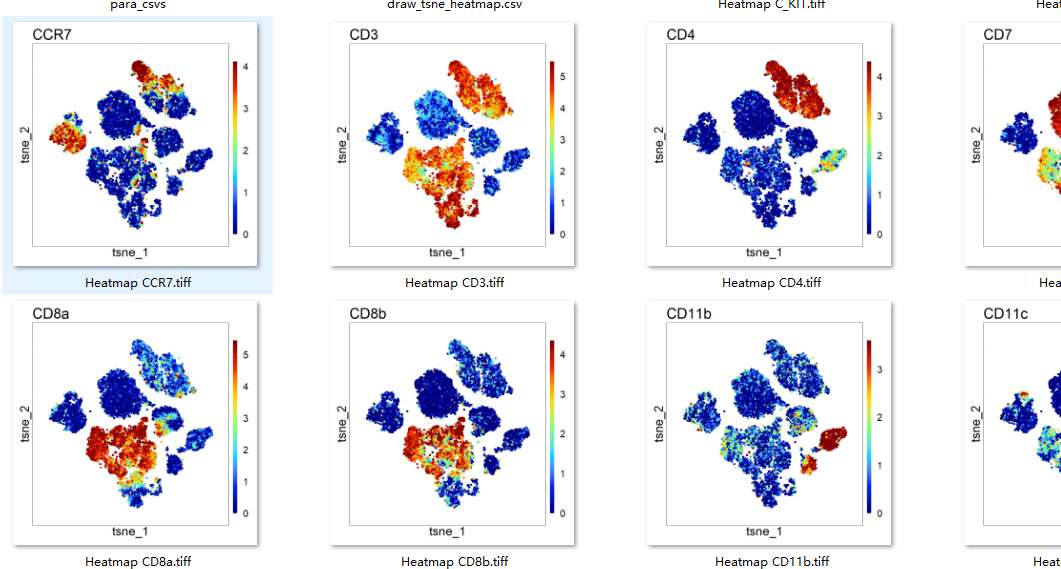 para_csvs
draw_tsne_heatmap.csv
Heatmap C_KIT.tiff
Heat
CCR7
4
3
2
1
0
tsne_2
tsne_1
Heatmap CCR7.tiff
CD3
5
4
3
2
1
0
tsne_2
tsne_1
Heatmap CD3.tiff
CD4
4
3
2
1
0
tsne_2
tsne_1
Heatmap CD4.tiff
CD7
tsne_2
Hea
CD8a
5
4
3
2
1
0
tsne_2
tsne_1
Heatmap CD8a.tiff
CD8b
4
3
2
1
0
tsne_2
tsne_1
Heatmap CD8b.tiff
CD11b
3
2
1
0
tsne_2
tsne_1
Heatmap CD11b.tiff
CD11c
tsne_2
Heat